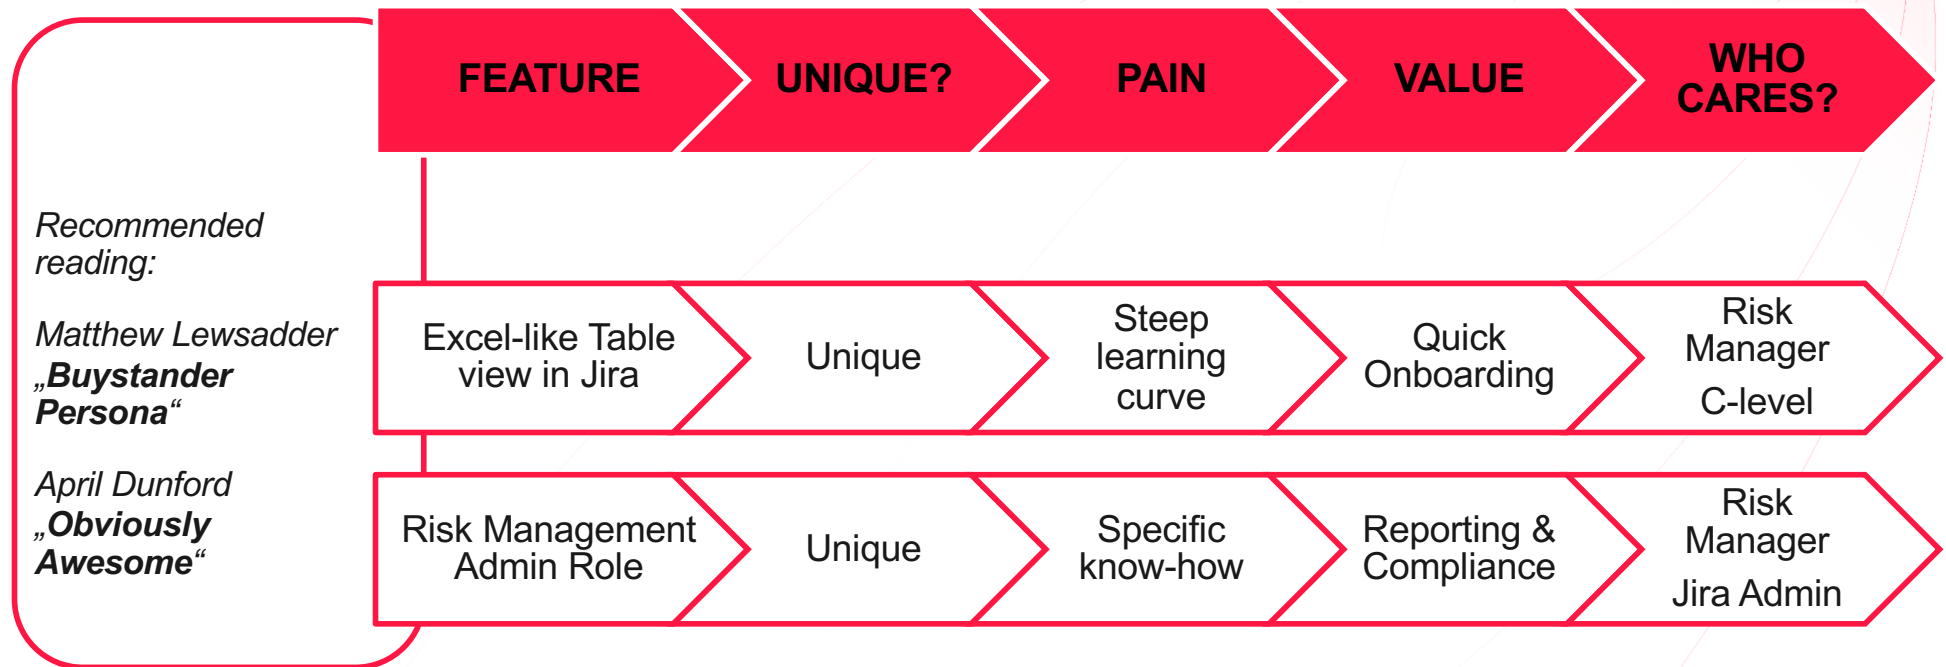 FEATURE
UNIQUE?
PAIN
VALUE
WHO
CARES?
Recommended
reading:
Matthew Lewsadder
„Buystander
Persona“
April Dunford
„Obviously
Awesome“
Excel-like Table
view in Jira
Unique
Steep
learning
curve
Quick
Onboarding
Risk
Manager
C-level
Risk Management
Admin Role
Unique
Specific
know-how
Reporting &
Compliance
Risk
Manager
Jira Admin